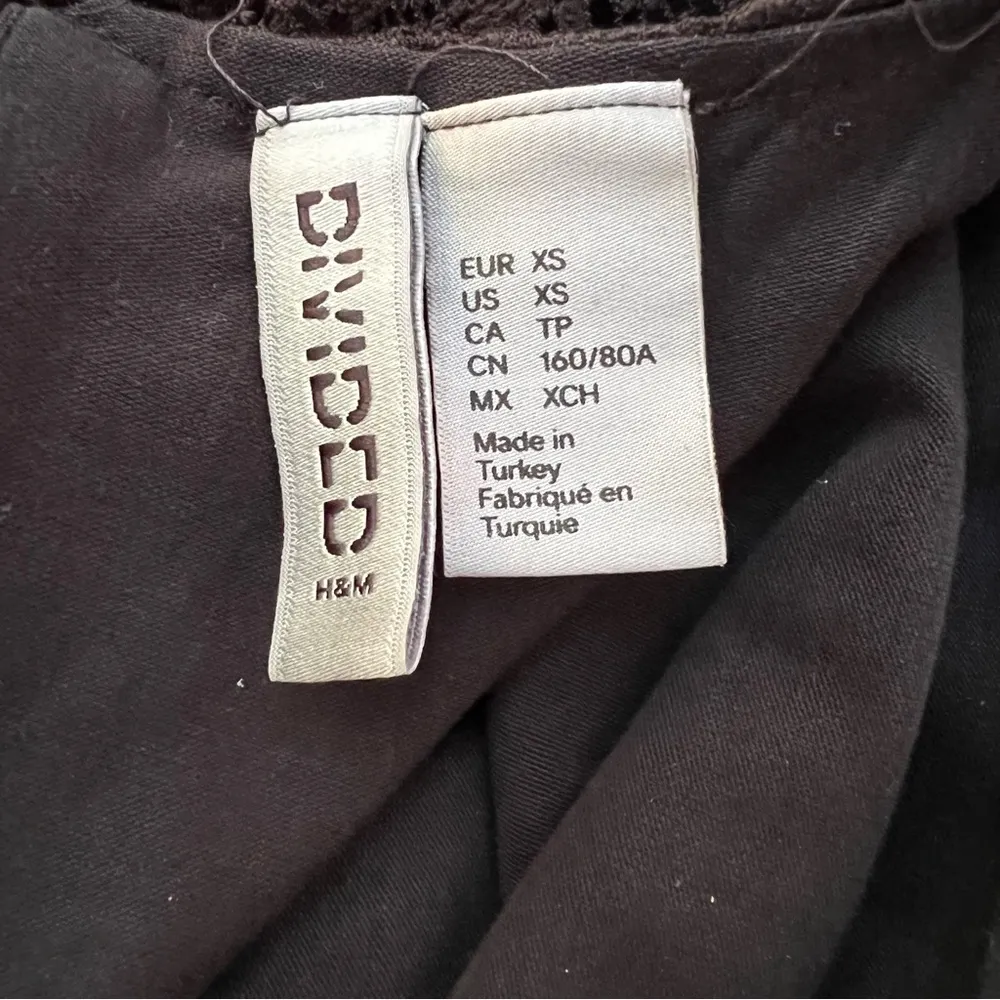 DIVIDED
H&M
EUR XS
US XS
CA TP
CN 160/80A
MX XCH
Made in
Turkey
Fabriqué en
Turquie